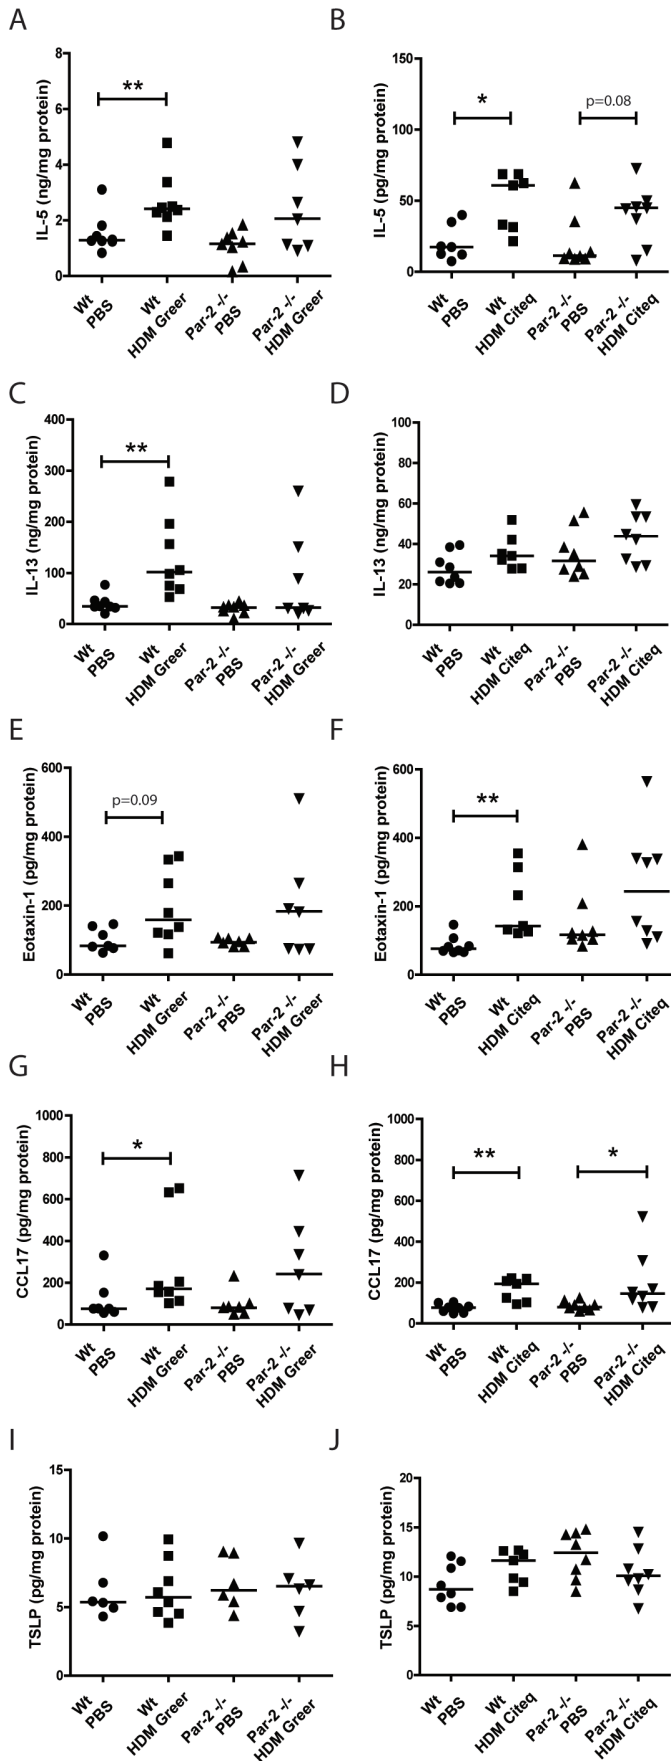 A
B
IL-5 (ng/mg protein)
8
6
4
2
0
**
Wt PBS
Wt HDM Greer
Par-2 -/- PBS
Par-2 -/- HDM Greer
IL-5 (pg/mg protein)
150
100
50
0
*
p=0.08
Wt PBS
Wt HDM Citeq
Par-2 -/- PBS
Par-2 -/- HDM Citeq
C
D
IL-13 (ng/mg protein)
400
300
200
100
0
**
Wt PBS
Wt HDM Greer
Par-2 -/- PBS
Par-2 -/- HDM Greer
IL-13 (ng/mg protein)
100
80
60
40
20
0
Wt PBS
Wt HDM Citeq
Par-2 -/- PBS
Par-2 -/- HDM Citeq
E
F
Eotaxin-1 (pg/mg protein)
600
400
200
0
p=0.09
Wt PBS
Wt HDM Greer
Par-2 -/- PBS
Par-2 -/- HDM Greer
Eotaxin-1 (pg/mg protein)
600
400
200
0
**
Wt PBS
Wt HDM Citeq
Par-2 -/- PBS
Par-2 -/- HDM Citeq
G
H
CCL17 (pg/mg protein)
1000
800
600
400
200
0
*
Wt PBS
Wt HDM Greer
Par-2 -/- PBS
Par-2 -/- HDM Greer
CCL17 (pg/mg protein)
1000
800
600
400
200
0
**
*
Wt PBS
Wt HDM Citeq
Par-2 -/- PBS
Par-2 -/- HDM Citeq
I
J
TSLP (pg/mg protein)
15
10
5
0
Wt PBS
Wt HDM Greer
Par-2 -/- PBS
Par-2 -/- HDM Greer
TSLP (pg/mg protein)
20
15
10
5
0
Wt PBS
Wt HDM Citeq
Par-2 -/- PBS
Par-2 -/- HDM Citeq